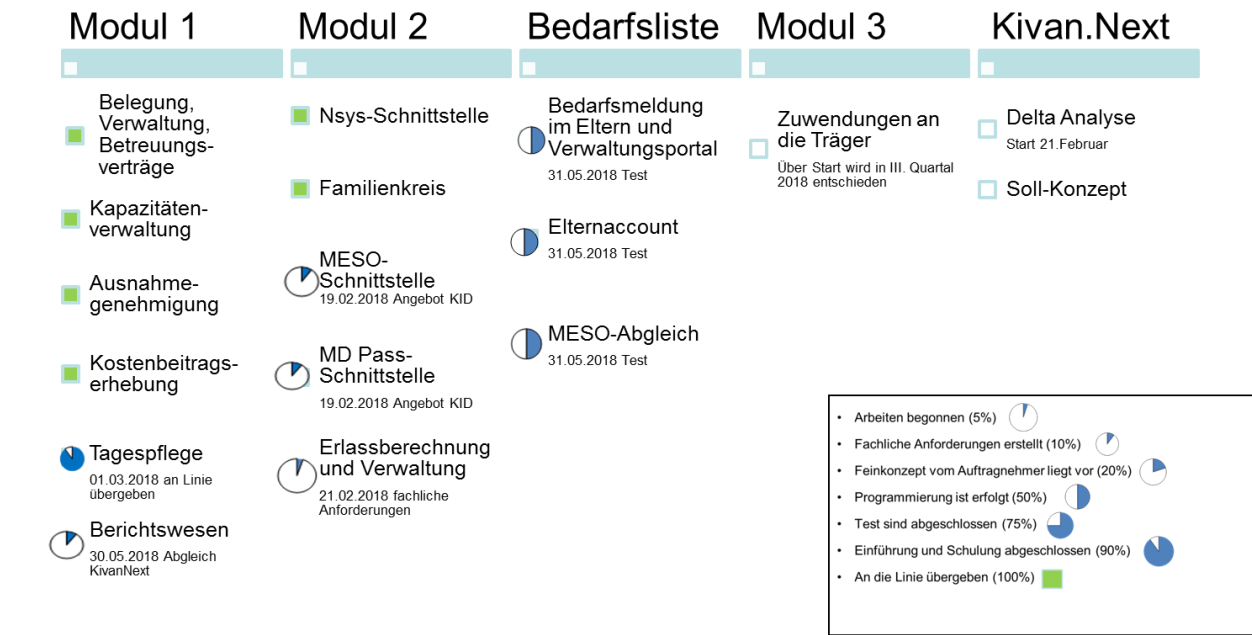 Modul 1
Belegung,
Verwaltung,
Betreuungs-
verträge
Kapazitäten-
verwaltung
Ausnahme-
genehmigung
Kostenbeitrags-
erhebung
Tagespflege
01.03.2018 an Linie
übergeben
Berichtswesen
30.05.2018 Abgleich
KivanNext
Modul 2
Nsys-Schnittstelle
Familienkreis
MESO-
Schnittstelle
19.02.2018 Angebot KID
MD Pass-
Schnittstelle
19.02.2018 Angebot KID
Erlassberechnung
und Verwaltung
21.02.2018 fachliche
Anforderungen
Bedarfsliste
Bedarfsmeldung
im Eltern und
Verwaltungsportal
31.05.2018 Test
Elternaccount
31.05.2018 Test
MESO-Abgleich
31.05.2018 Test
Modul 3
Zuwendungen an
die Träger
Über Start wird in III. Quartal
2018 entschieden
Kivan.Next
Delta Analyse
Start 21.Februar
Soll-Konzept
• Arbeiten begonnen (5%)
• Fachliche Anforderungen erstellt (10%)
• Feinkonzept vom Auftragnehmer liegt vor (20%)
• Programmierung ist erfolgt (50%)
• Test sind abgeschlossen (75%)
• Einführung und Schulung abgeschlossen (90%)
• An die Linie übergeben (100%)